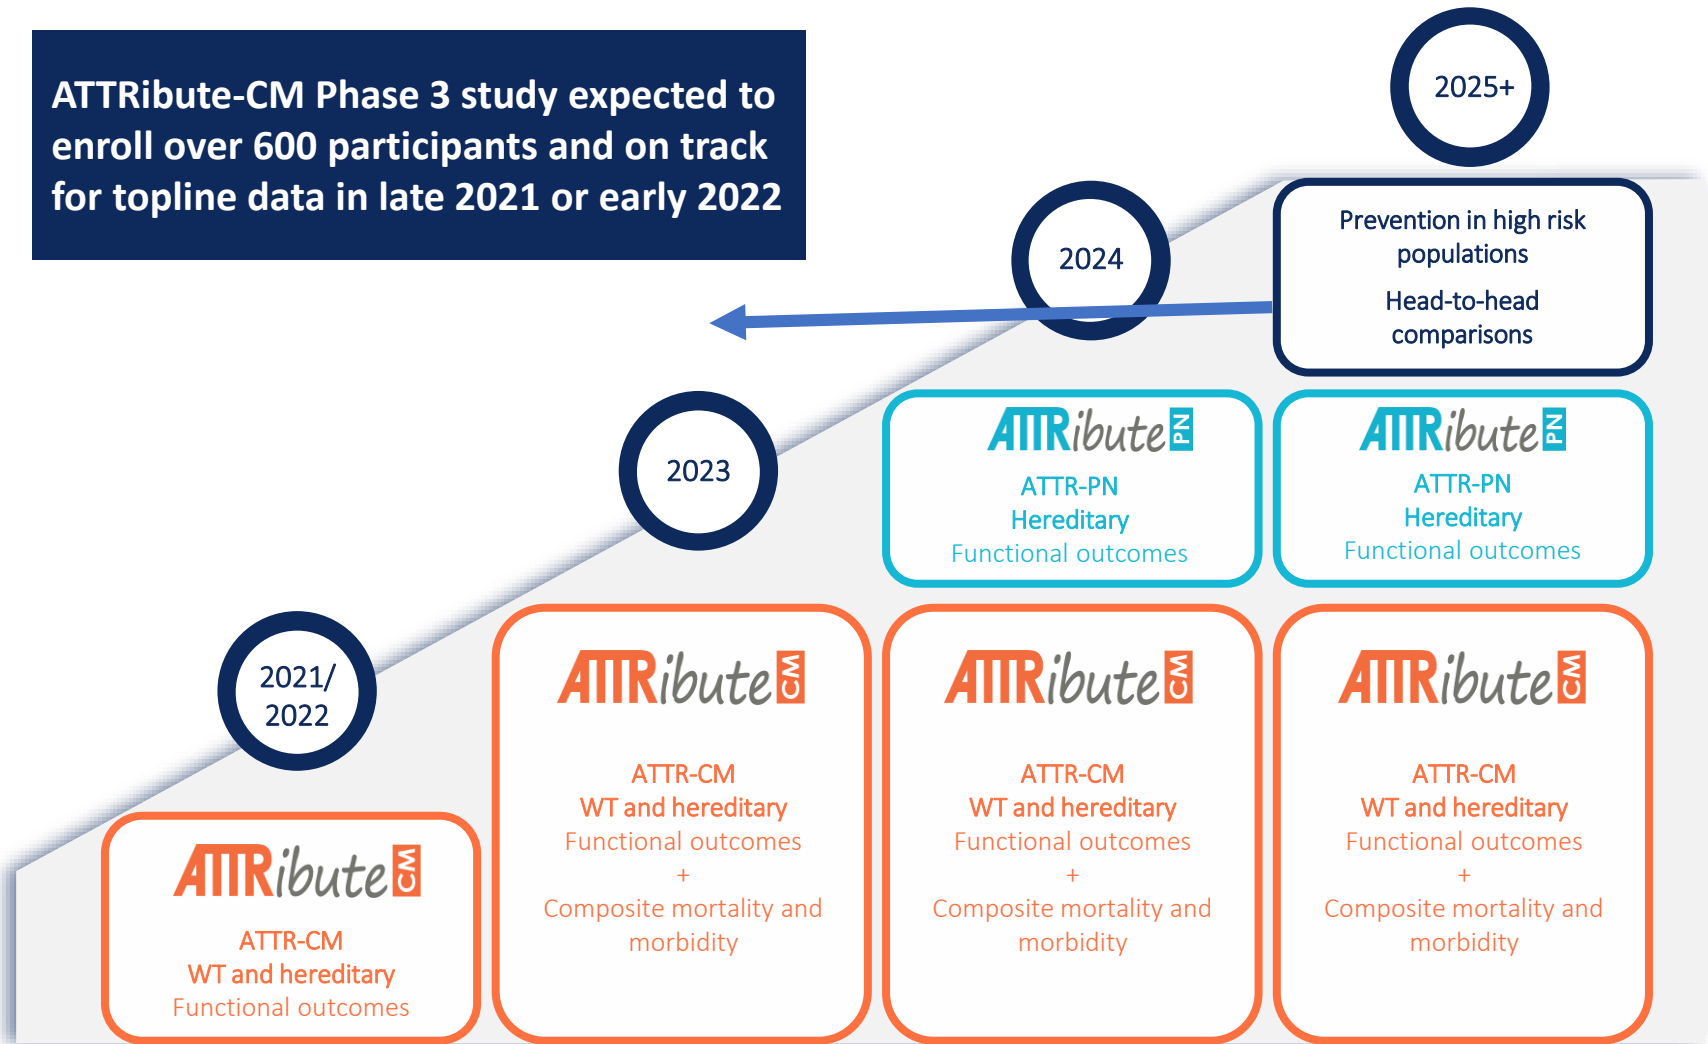 ATTRibute-CM Phase 3 study expected to
enroll over 600 participants and on track
for topline data in late 2021 or early 2022
2025+
Prevention in high risk
populations
Head-to-head
comparisons
2024
ATTRibute PN
ATTR-PN
Hereditary
Functional outcomes
ATTRibute PN
ATTR-PN
Hereditary
Functional outcomes
2023
2021/
2022
ATTRibute CM
ATTR-CM
WT and hereditary
Functional outcomes
ATTRibute CM
ATTR-CM
WT and hereditary
Functional outcomes
+
Composite mortality and
morbidity
ATTRibute CM
ATTR-CM
WT and hereditary
Functional outcomes
+
Composite mortality and
morbidity
ATTRibute CM
ATTR-CM
WT and hereditary
Functional outcomes
+
Composite mortality and
morbidity